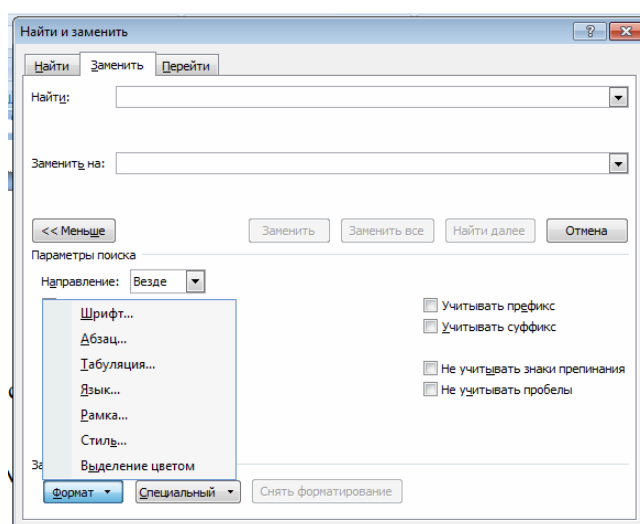 Найти и заменить
Найти Заменить Перейти
Найти:
Заменить на:
<< Меньше Заменить Заменить все Найти далее Отмена
Параметры поиска
Направление: Везде
Шрифт... Учитывать префикс
Абзац... Учитывать суффикс
Табуляция...
Язык... Не учитывать знаки препинания
Рамка... Не учитывать пробелы
Стиль...
Выделение цветом
Формат Специальный Снять форматирование